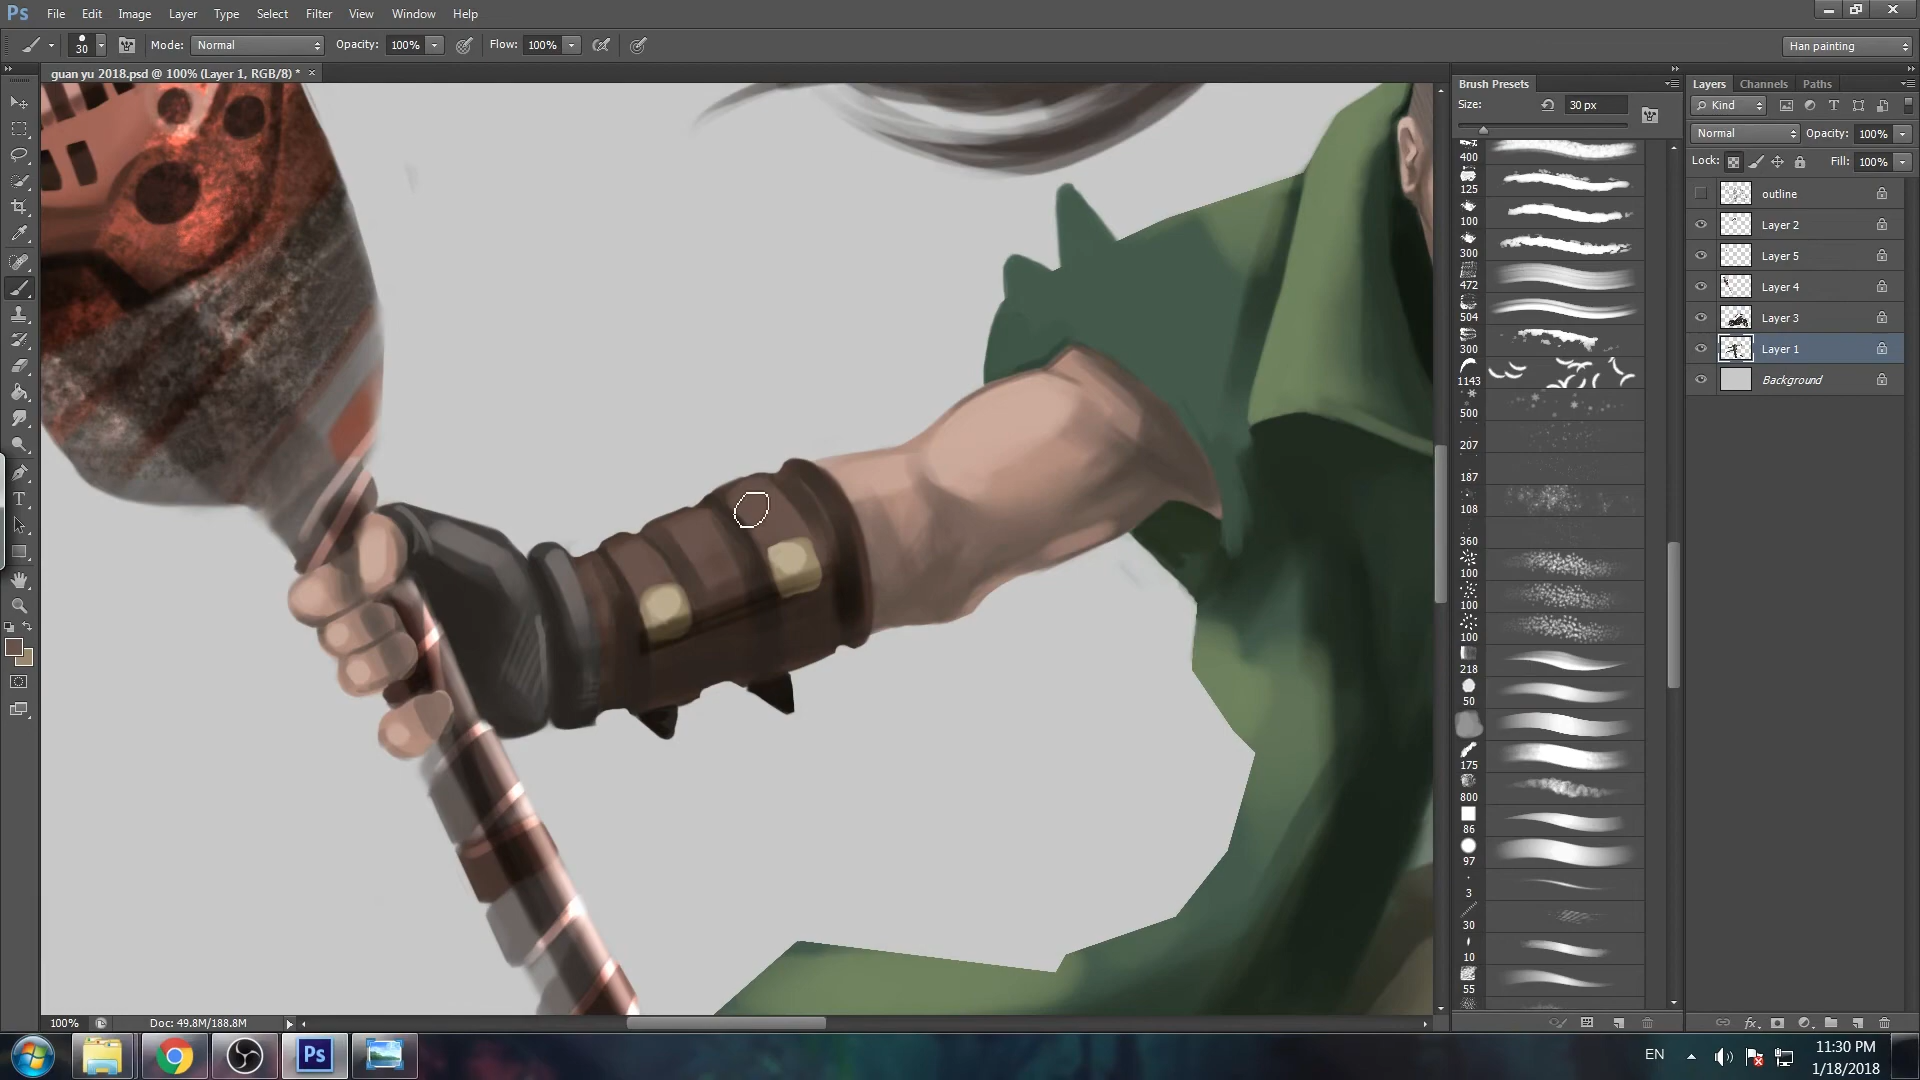 Ps File Edit Image Layer Type Select Filter View Window Help
30 Mode: Normal Opacity: 100% Flow: 100% Han painting
guan yu 2018.psd @ 100% (Layer 1, RGB/8) * ×
Brush Presets
Size: 30 px
400
125
100
300
472
504
300
1143
500
207
187
108
360
100
100
100
218
50
175
800
86
97
3
30
10
55
Layers Channels Paths
Kind
Normal Opacity: 100%
Lock: Fill: 100%
outline
Layer 2
Layer 5
Layer 4
Layer 3
Layer 1
Background
100% Doc: 49.8M/188.8M
Ps
EN
11:30 PM
1/18/2018